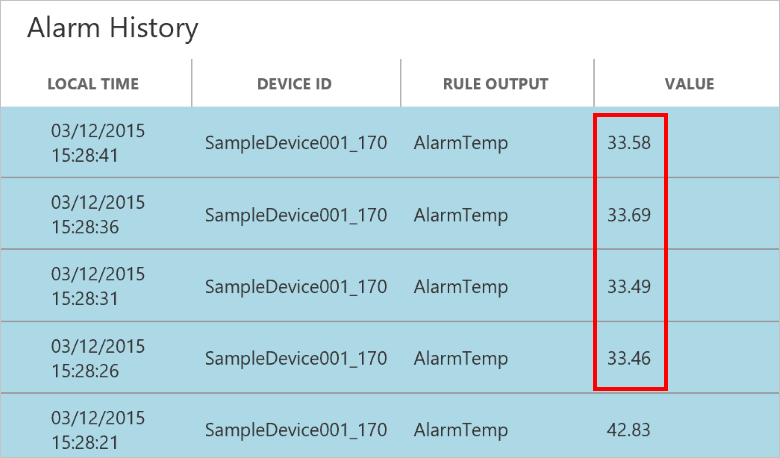 Alarm History
LOCAL TIME DEVICE ID RULE OUTPUT VALUE
03/12/2015
15:28:41 SampleDevice001_170 AlarmTemp 33.58
03/12/2015
15:28:36 SampleDevice001_170 AlarmTemp 33.69
03/12/2015
15:28:31 SampleDevice001_170 AlarmTemp 33.49
03/12/2015
15:28:26 SampleDevice001_170 AlarmTemp 33.46
03/12/2015
15:28:21 SampleDevice001_170 AlarmTemp 42.83